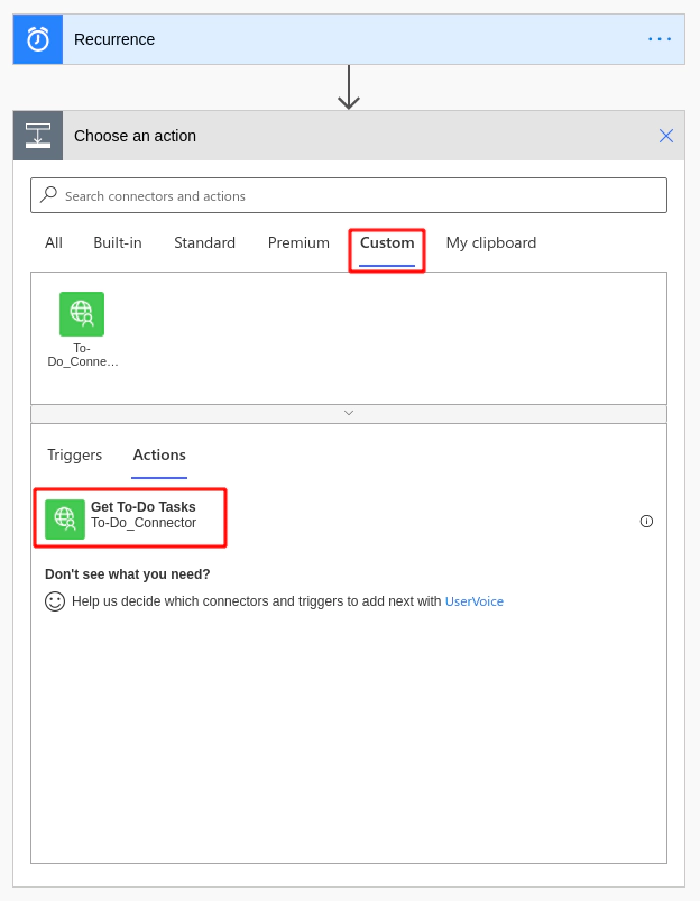 Recurrence
Choose an action
Search connectors and actions
All Built-in Standard Premium Custom My clipboard
To-
Do_Conne...
Triggers Actions
Get To-Do Tasks
To-Do_Connector
Don't see what you need?
Help us decide which connectors and triggers to add next with UserVoice